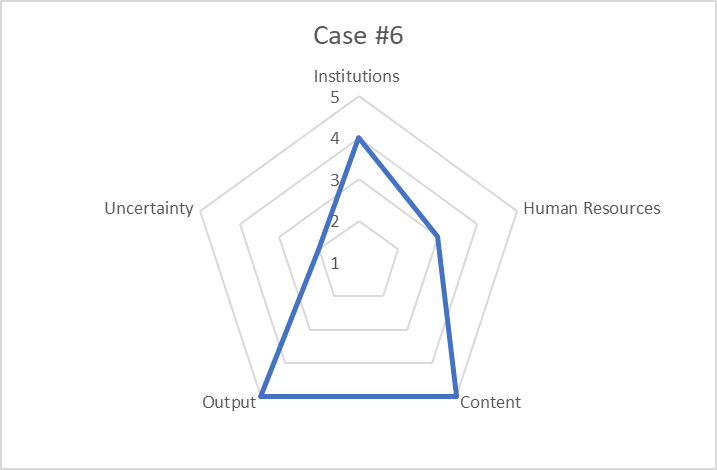 Case #6
Institutions
5
4
3
2
1
Uncertainty
Human Resources
Output
Content